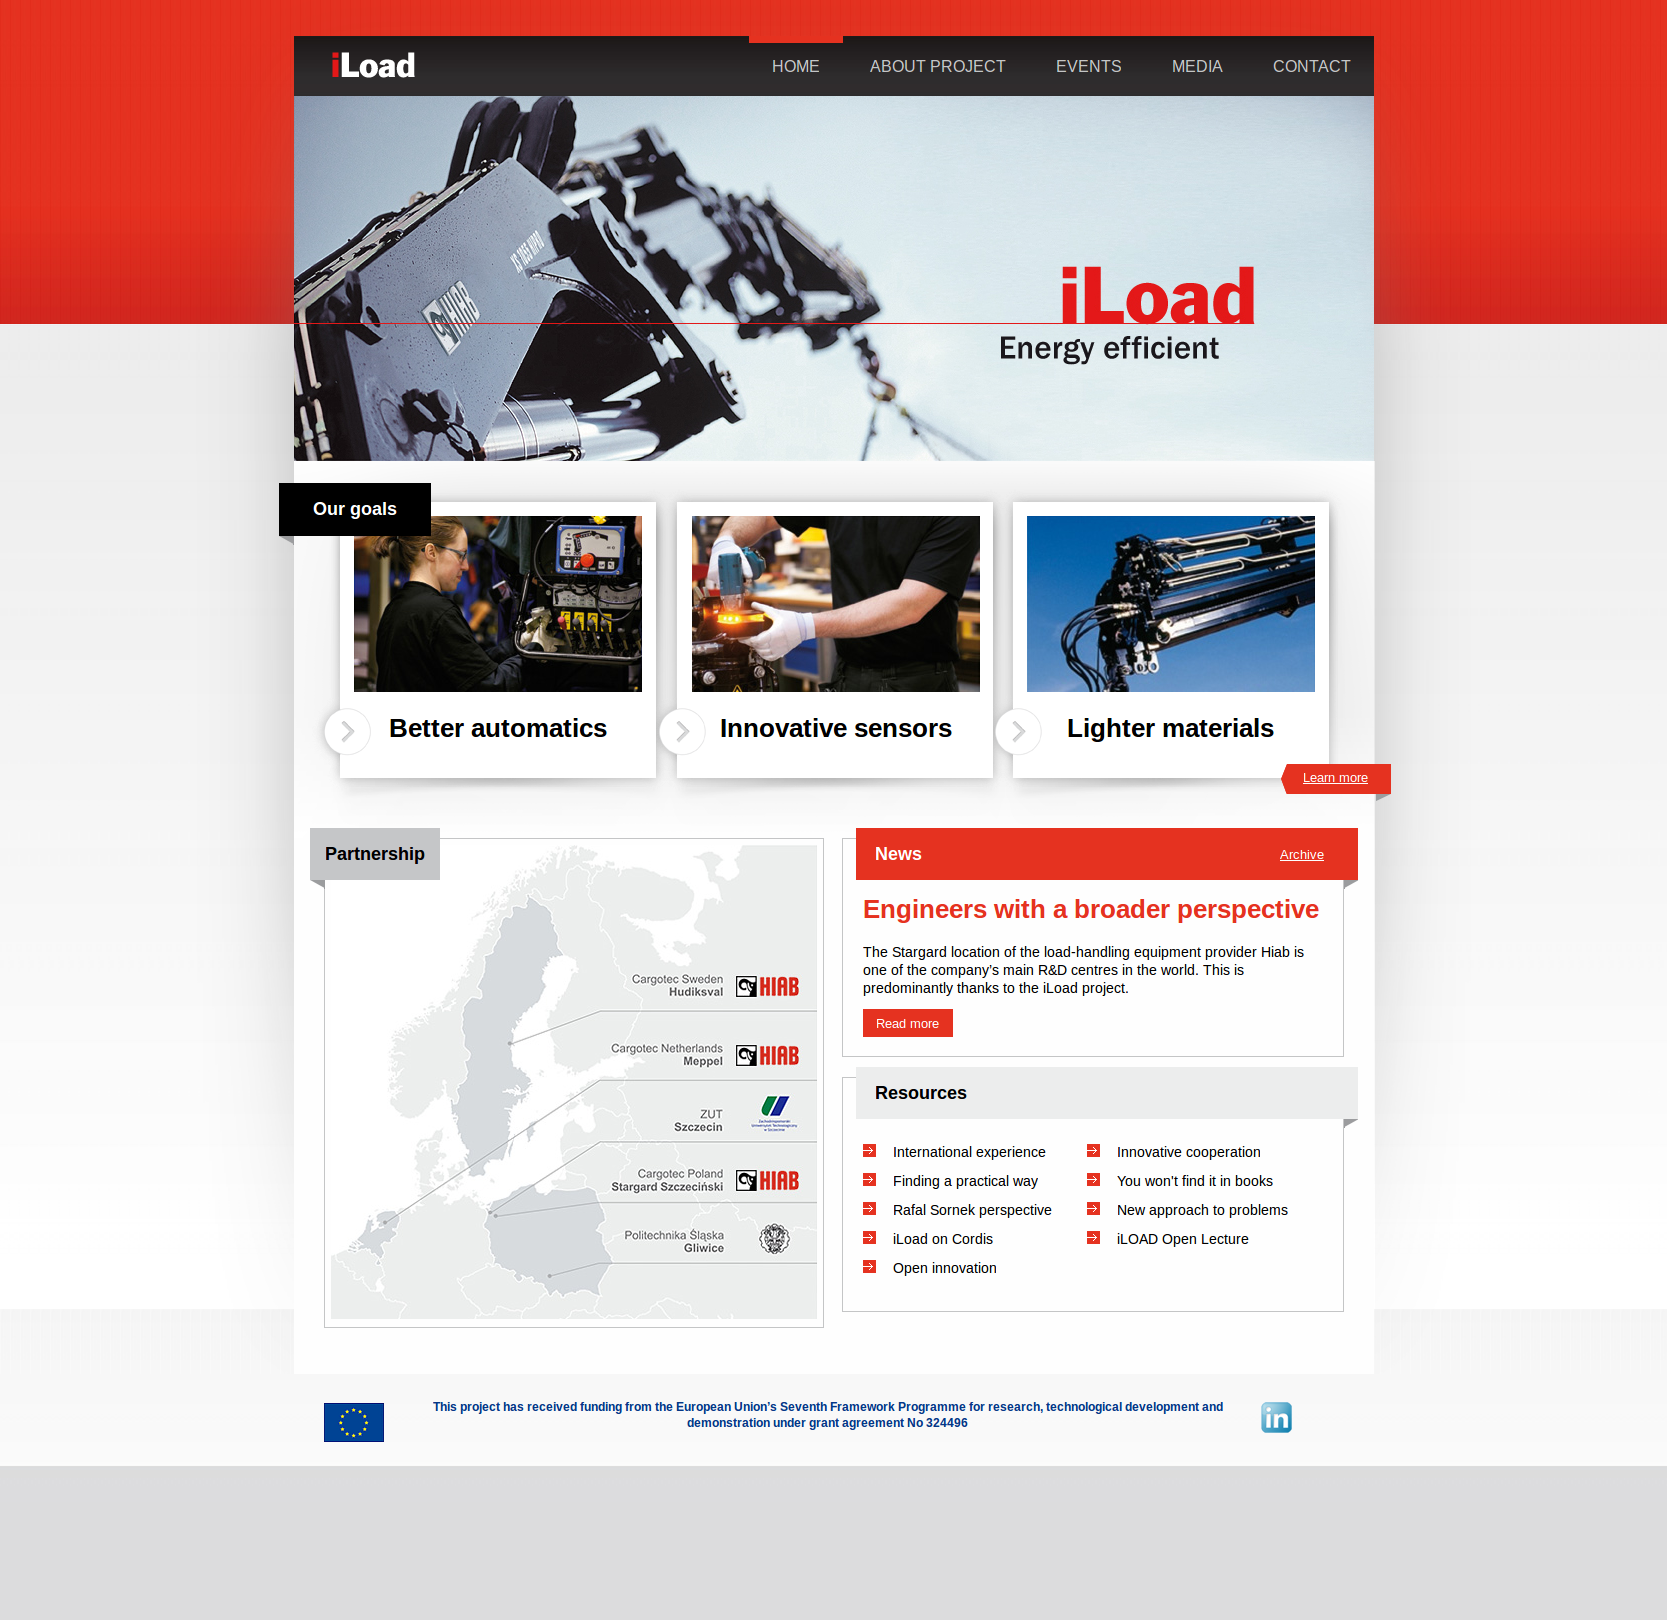 iLoad
HOME
ABOUT PROJECT
EVENTS
MEDIA
CONTACT
XS 1055 HIPRO
HIAB
iLoad
Energy efficient
Our goals
Better automatics
Innovative sensors
Lighter materials
Learn more
Partnership
Cargotec Sweden
Hudiksval
HIAB
Cargotec Netherlands
Meppel
HIAB
ZUT
Szczecin
Cargotec Poland
Stargard Szczeciński
HIAB
Politechnika Śląska
Gliwice
News
Archive
Engineers with a broader perspective
The Stargard location of the load-handling equipment provider Hiab is
one of the company’s main R&D centres in the world. This is
predominantly thanks to the iLoad project.
Read more
Resources
International experience
Innovative cooperation
Finding a practical way
You won't find it in books
Rafal Sornek perspective
New approach to problems
iLoad on Cordis
iLOAD Open Lecture
Open innovation
This project has received funding from the European Union’s Seventh Framework Programme for research, technological development and
demonstration under grant agreement No 324496
in